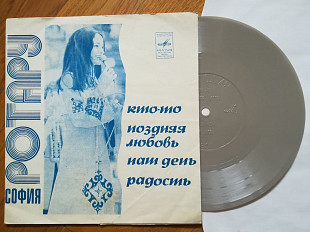 СОФИЯ
РОТАРУ
кто-то
поздняя
любовь
наш день
радость